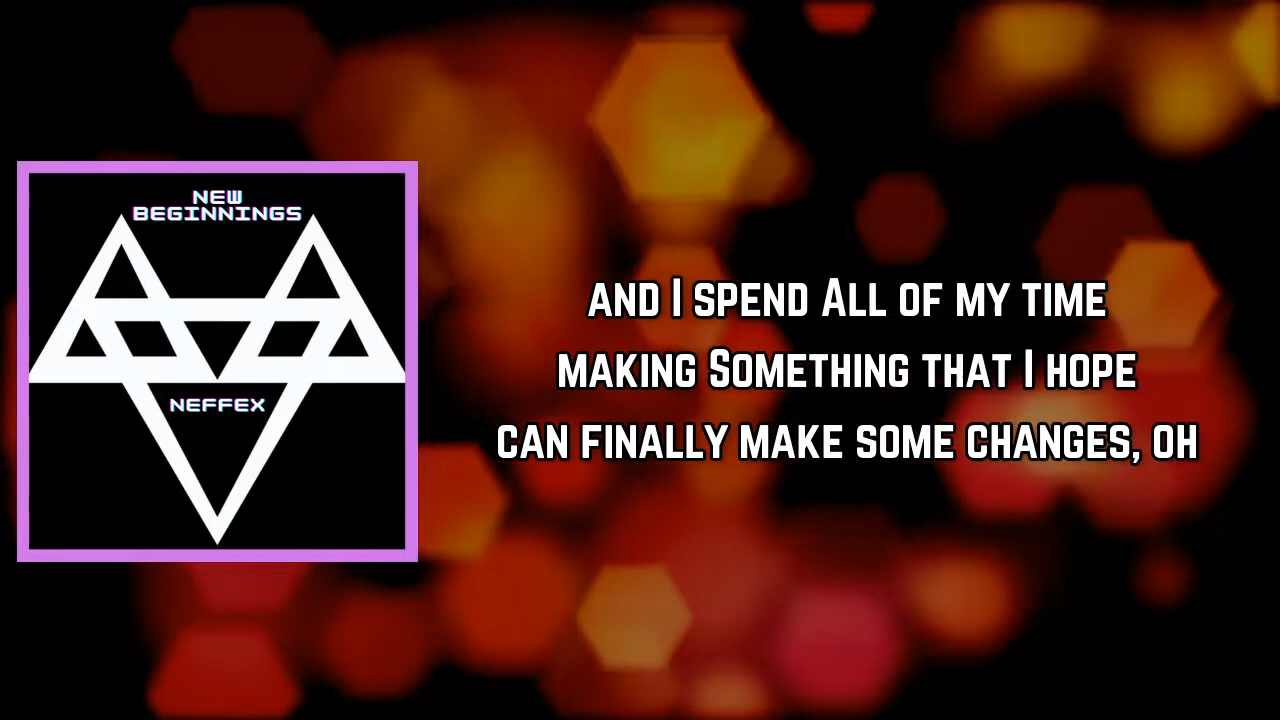 NEW
BEGINNINGS
NEFFEX
AND I SPEND ALL OF MY TIME
MAKING SOMETHING THAT I HOPE
CAN FINALLY MAKE SOME CHANGES, OH